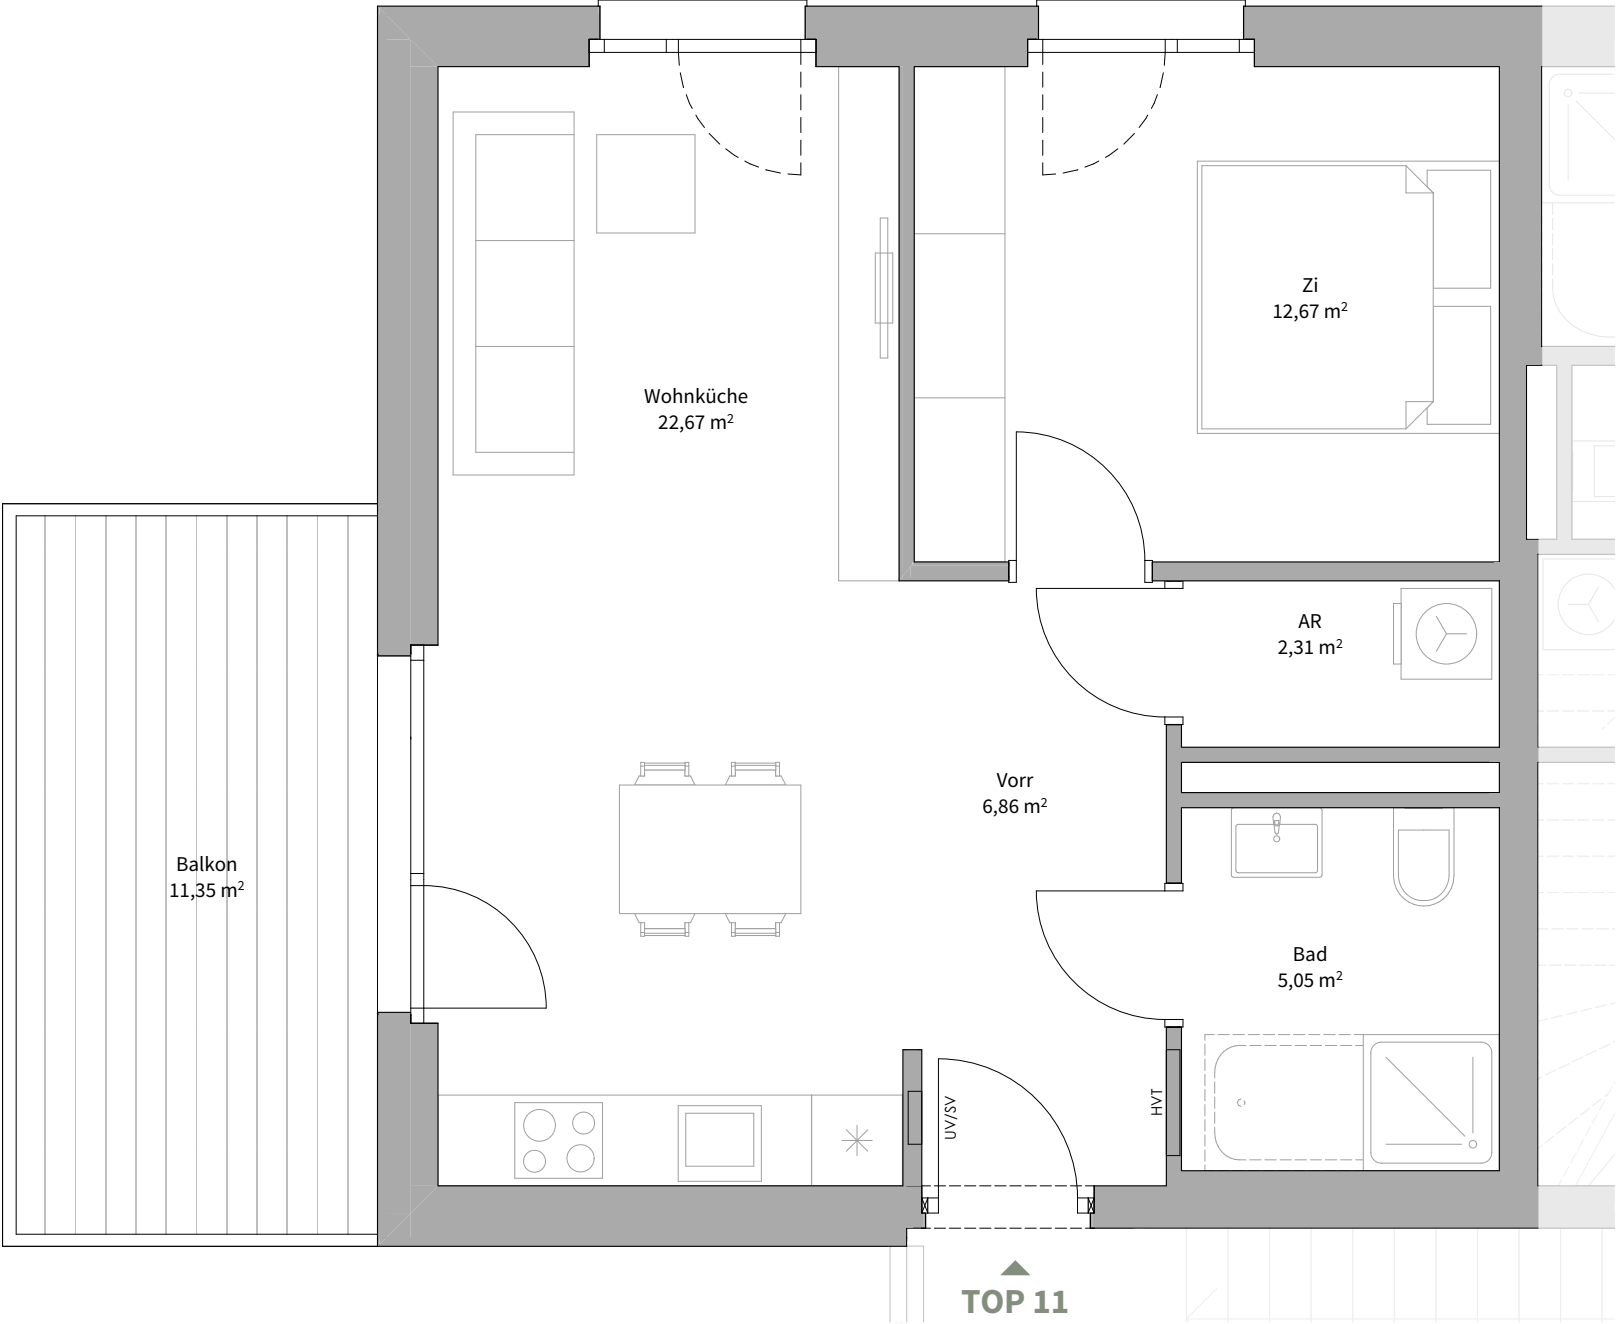 Zi
12,67 m²
Wohnküche
22,67 m²
AR
2,31 m²
Vorr
6,86 m²
Balkon
11,35 m²
Bad
5,05 m²
UV/SV
HVT
TOP 11